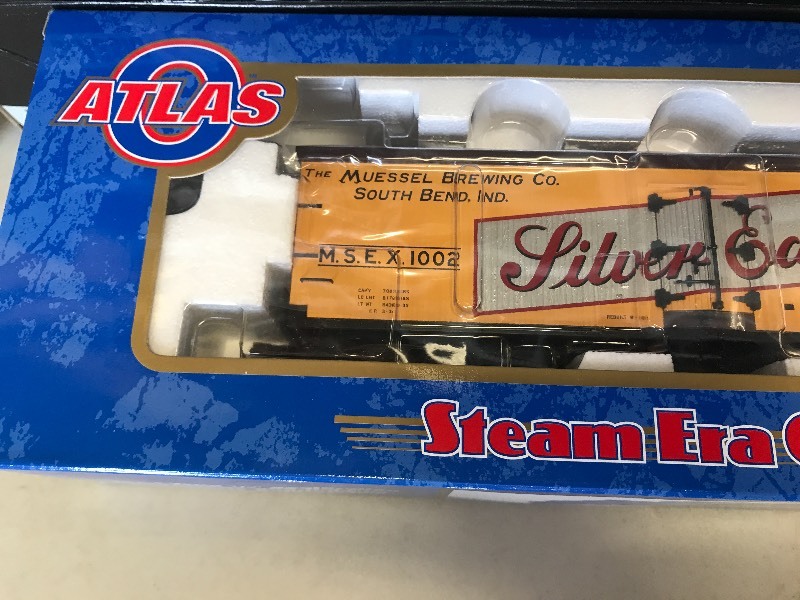 ATLAS
O
THE MUESSEL BREWING CO.
SOUTH BEND, IND.
M.S.E.X. 1002
Silver Ea
Steam Era